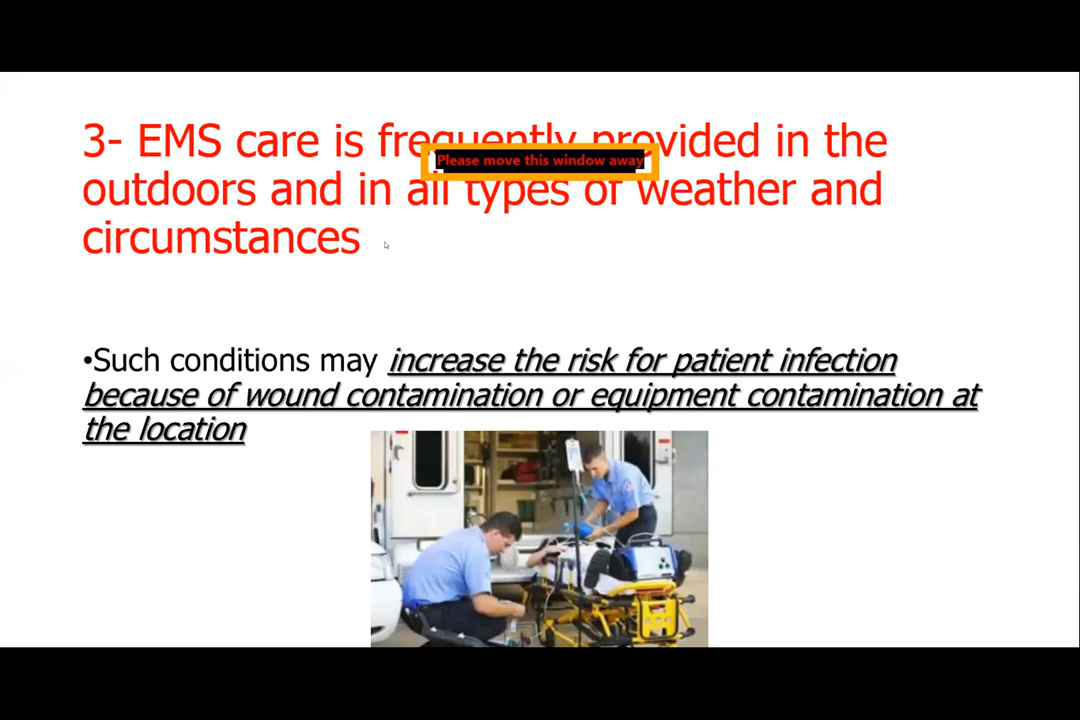 3- EMS care is frequently provided in the
Please move this window away
outdoors and in all types of weather and
circumstances
•Such conditions may increase the risk for patient infection
because of wound contamination or equipment contamination at
the location